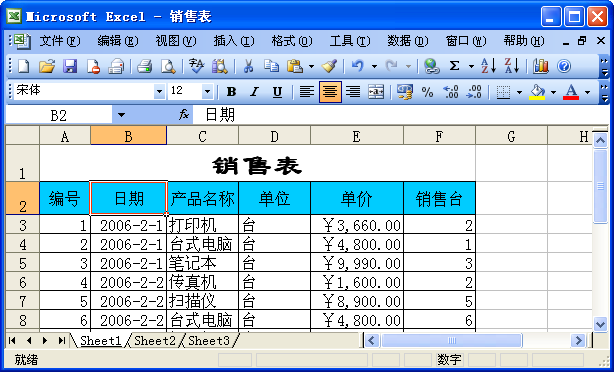 Microsoft Excel - 销售表
文件(F) 编辑(E) 视图(V) 插入(I) 格式(O) 工具(T) 数据(D) 窗口(W) 帮助(H)
宋体 12 B I U
B2 fx 日期
A B C D E F G H
1 销售表
2 编号 日期 产品名称 单位 单价 销售台
3 1 2006-2-1 打印机 台 ￥3,660.00 2
4 2 2006-2-1 台式电脑 台 ￥4,800.00 1
5 3 2006-2-1 笔记本 台 ￥9,990.00 3
6 4 2006-2-2 传真机 台 ￥1,600.00 2
7 5 2006-2-2 扫描仪 台 ￥8,900.00 5
8 6 2006-2-2 台式电脑 台 ￥4,800.00 6
Sheet1 Sheet2 Sheet3
就绪 数字